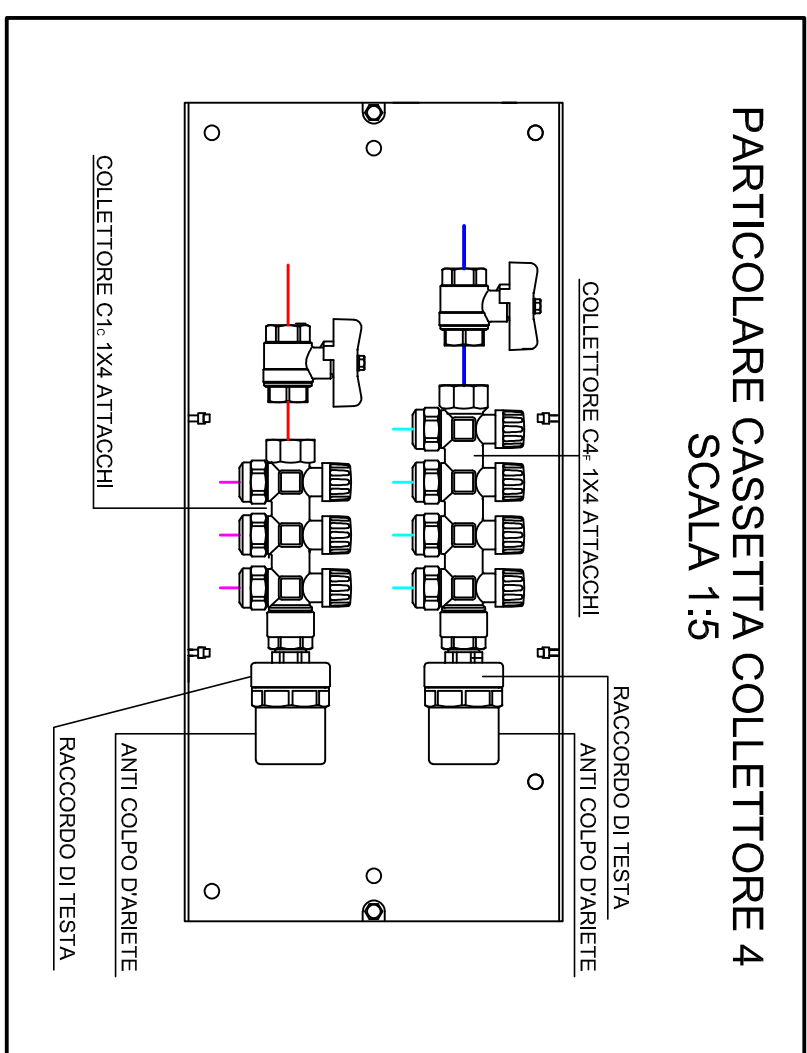 PARTICOLARE CASSETTA COLLETTORE 4
SCALA 1:5
RACCORDO DI TESTA
ANTI COLPO D'ARIETE
COLLETTORE C4F 1X4 ATTACCHI
COLLETTORE C1C 1X4 ATTACCHI
ANTI COLPO D'ARIETE
RACCORDO DI TESTA